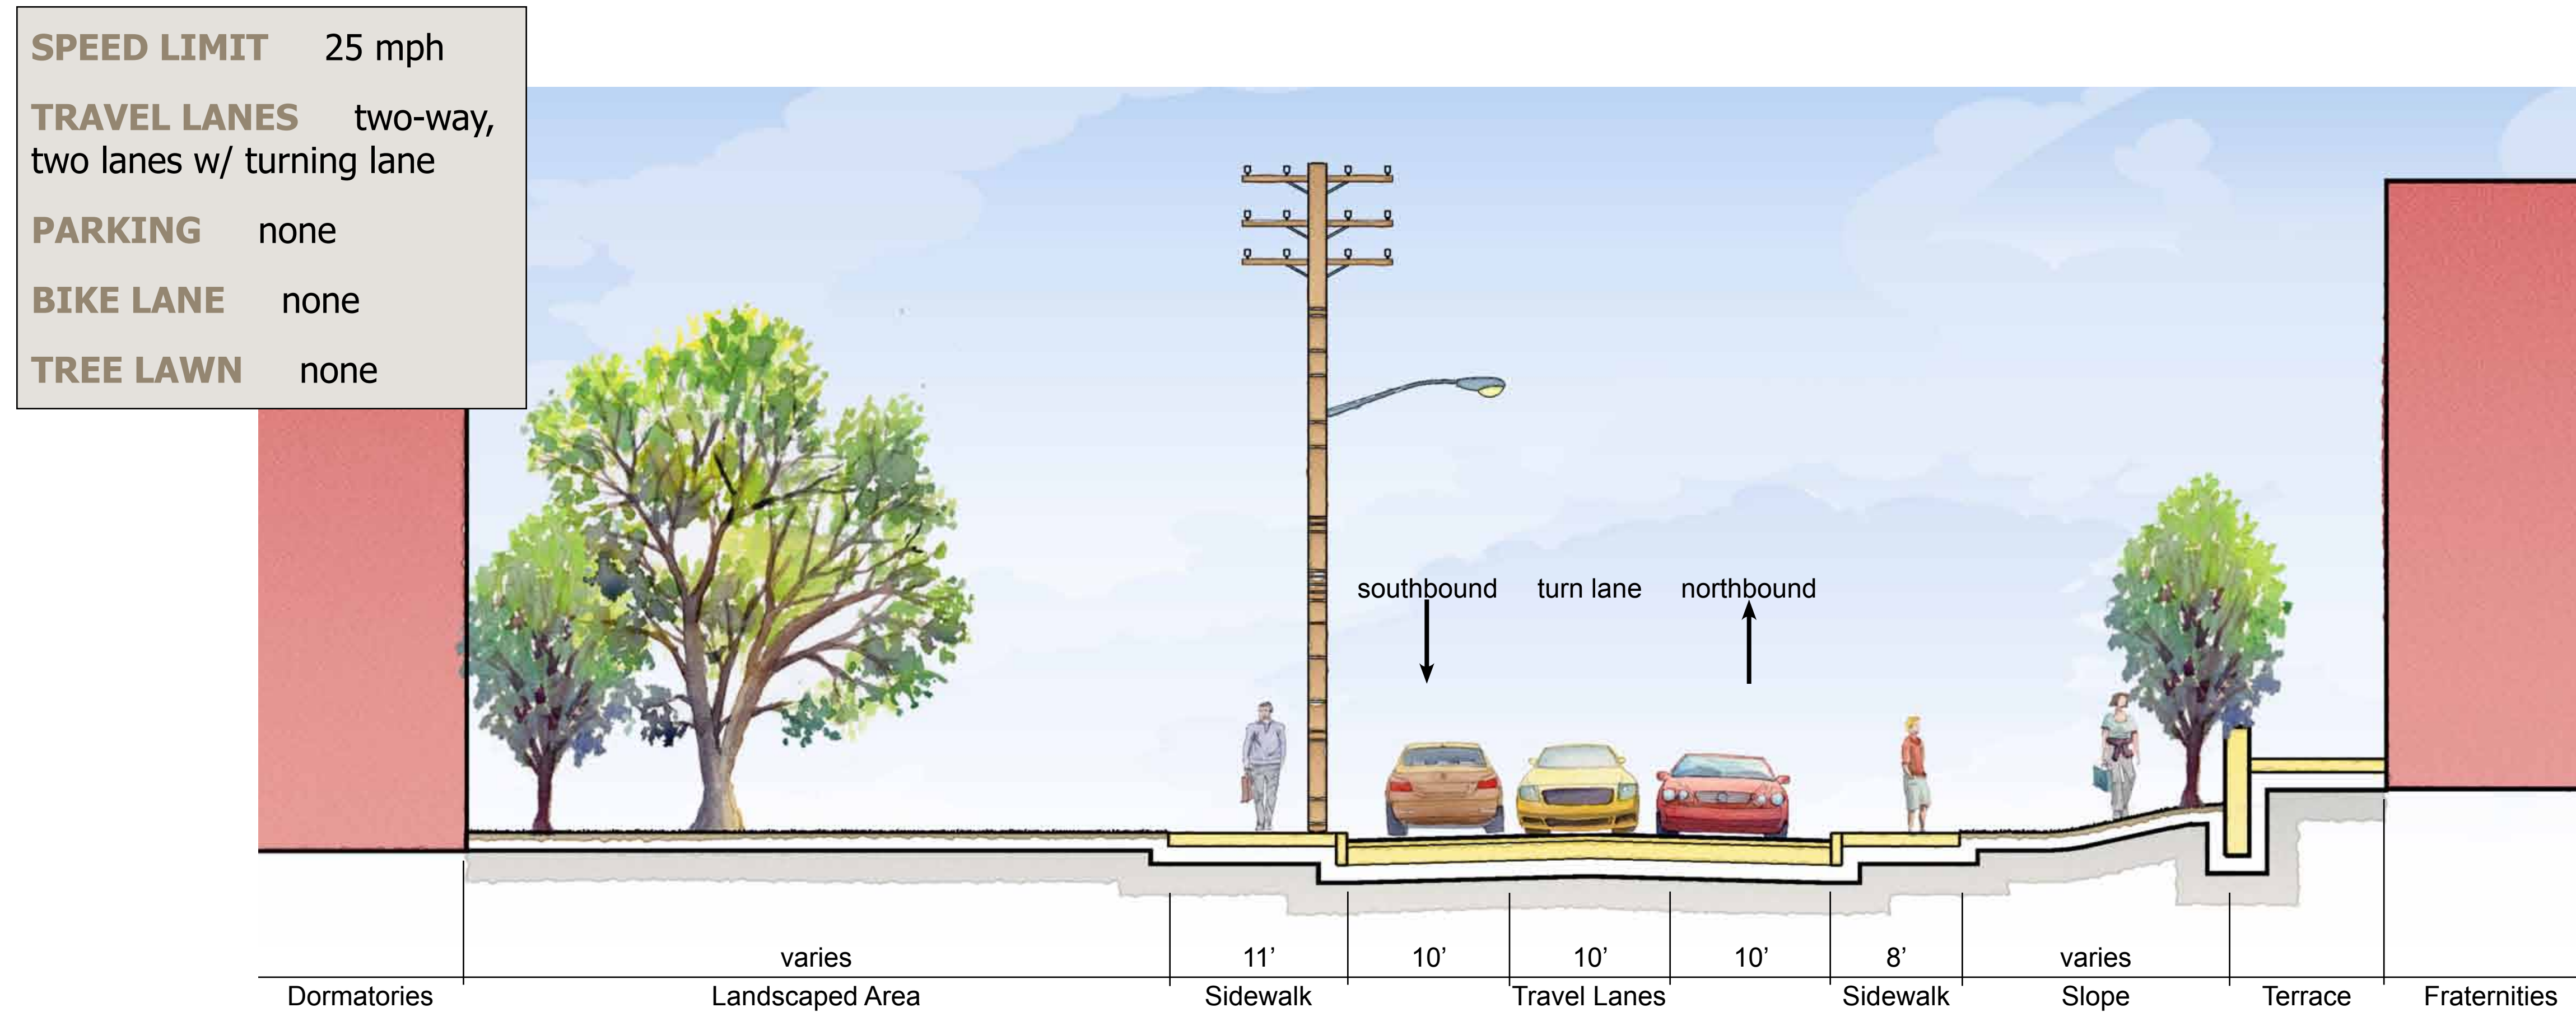 SPEED LIMIT 25 mph
TRAVEL LANES two-way,
two lanes w/ turning lane
PARKING none
BIKE LANE none
TREE LAWN none
southbound turn lane northbound
varies 11’ 10’ 10’ 10’ 8’ varies
Dormatories Landscaped Area Sidewalk Travel Lanes Sidewalk Slope Terrace Fraternities